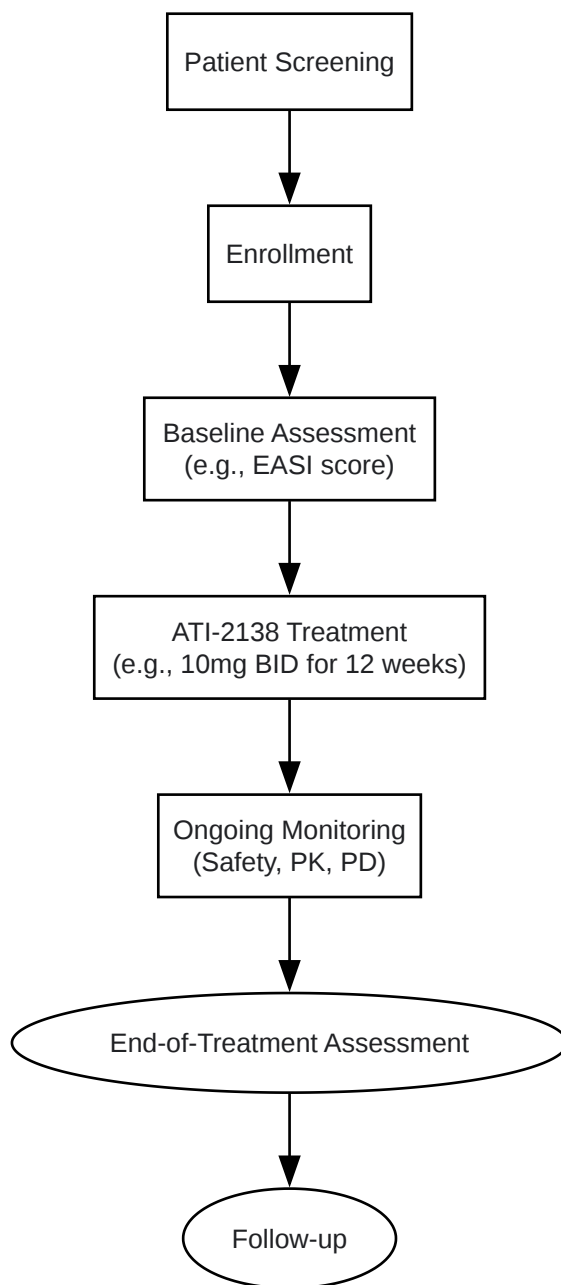 Patient Screening
Enrollment
Baseline Assessment
(e.g., EASI score)
ATI-2138 Treatment
(e.g., 10mg BID for 12 weeks)
Ongoing Monitoring
(Safety, PK, PD)
End-of-Treatment Assessment
Follow-up